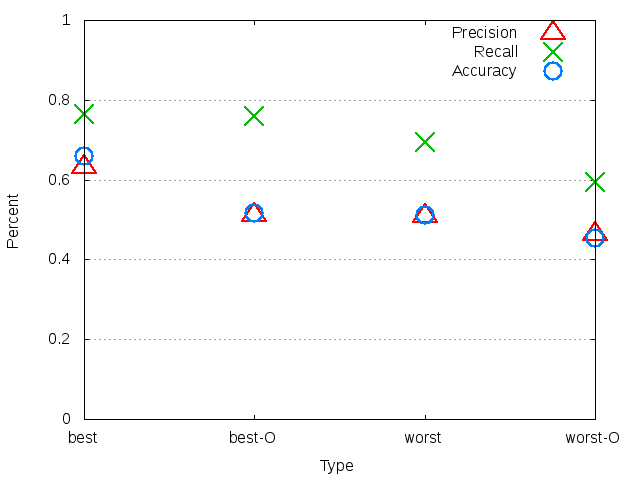 1
0.8
0.6
0.4
0.2
0
Percent
Precision
Recall
Accuracy
best
best-O
worst
worst-O
Type